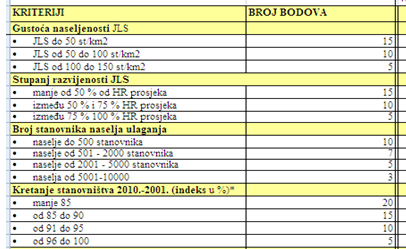 KRITERIJI BROJ BODOVA
Gustoća naseljenosti JLS
• JLS do 50 st/km2 15
• JLS od 50 do 100 st/km2 10
• JLS od 100 do 150 st/km2 5
Stupanj razvijenosti JLS
• manje od 50 % od HR prosjeka 15
• između 50 % i 75 % HR prosjeka 10
• između 75 % 100 % HR prosjeka 5
Broj stanovnika naselja ulaganja
• naselje do 500 stanovnika 10
• naselje od 501 - 2000 stanovnika 7
• naselje od 2001 - 5000 stanovnika 5
• naselja od 5001-10000 3
Kretanje stanovništva 2010.-2001. (indeks u %)*
• manje 85 20
• od 85 do 90 15
• od 91 do 95 10
• od 96 do 100 5